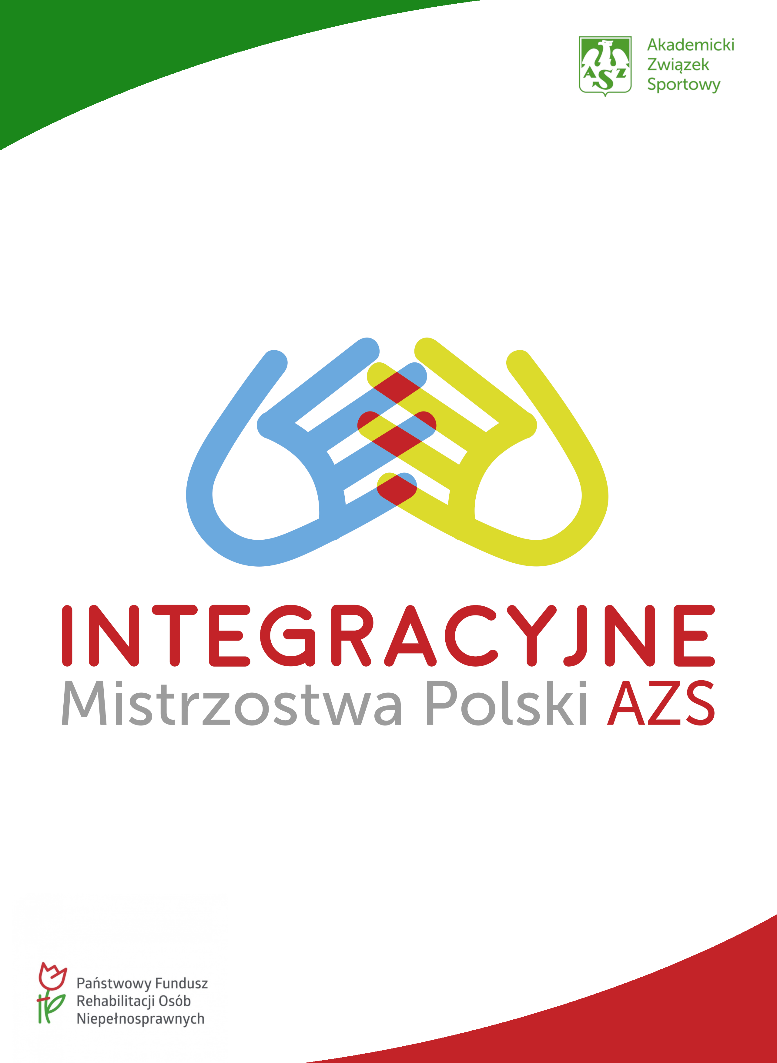 Akademicki
Związek
Sportowy
AZS
INTEGRACYJNE
Mistrzostwa Polski AZS
Państwowy Fundusz
Rehabilitacji Osób
Niepełnosprawnych